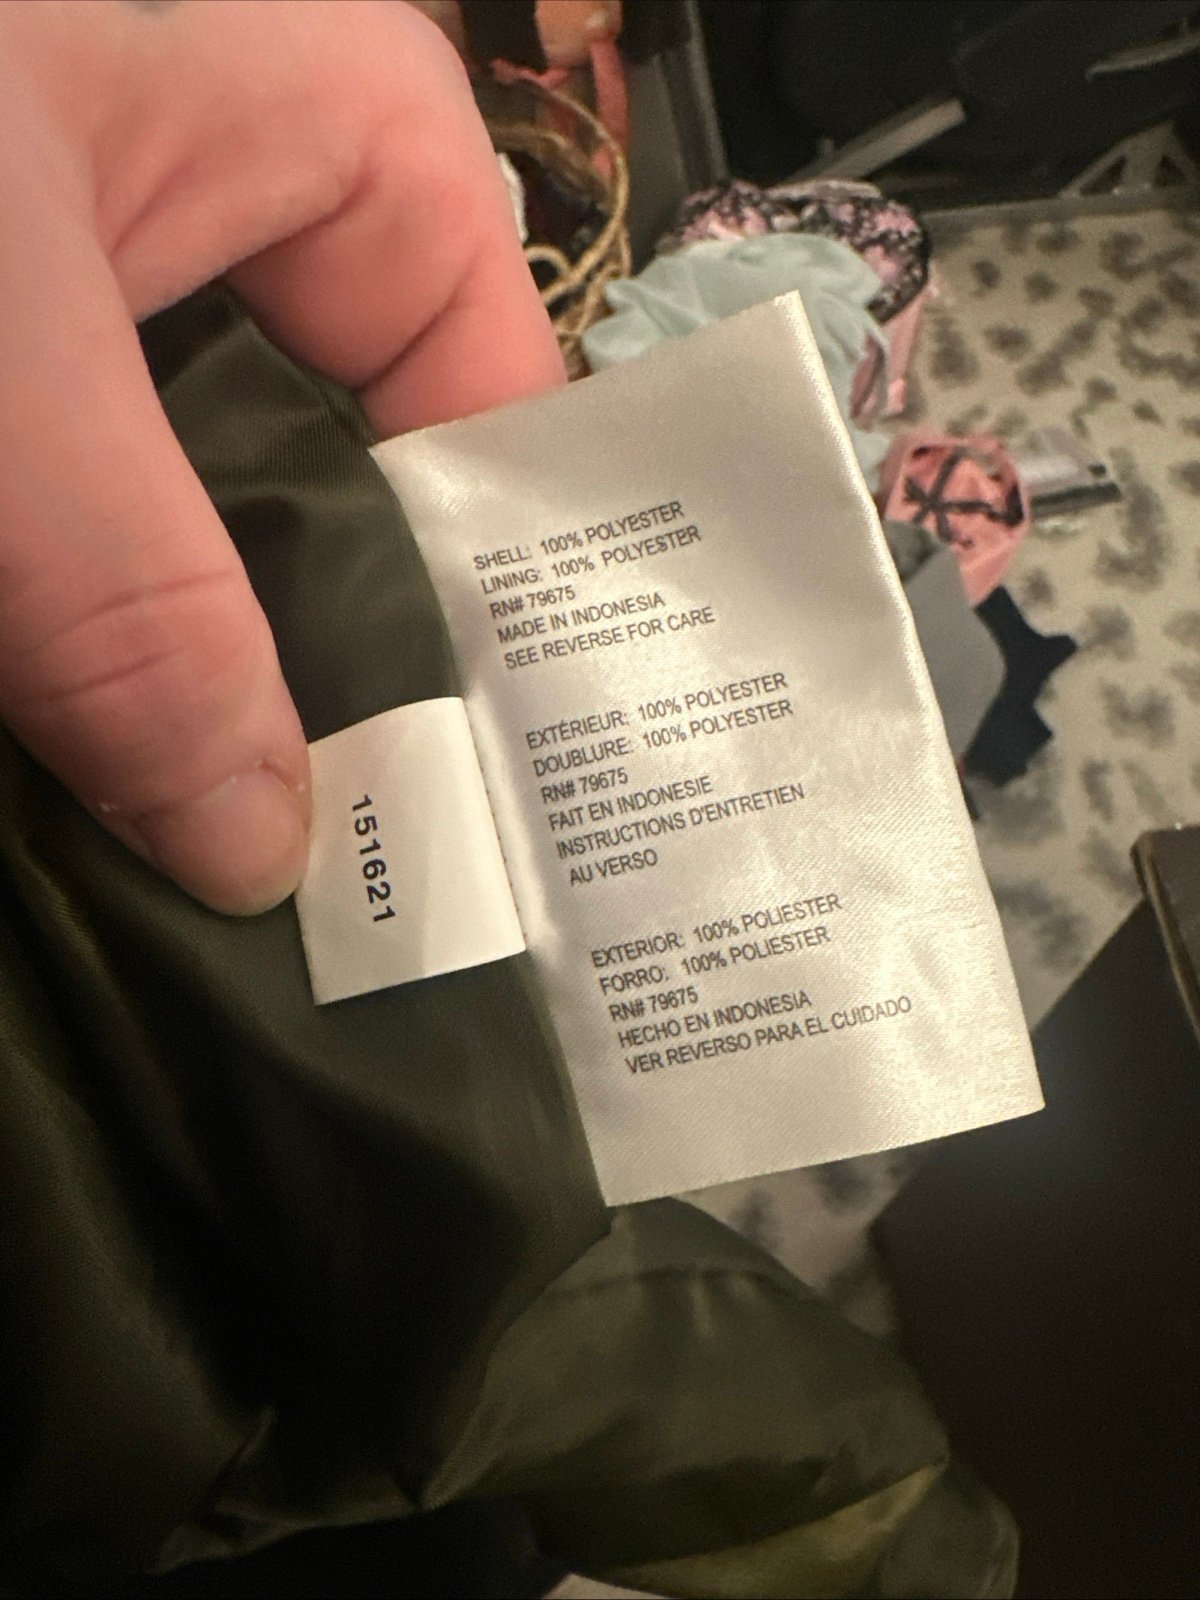 SHELL: 100% POLYESTER
LINING: 100% POLYESTER
RN# 79675
MADE IN INDONESIA
SEE REVERSE FOR CARE
EXTÉRIEUR: 100% POLYESTER
DOUBLURE: 100% POLYESTER
RN# 79675
FAIT EN INDONESIE
INSTRUCTIONS D'ENTRETIEN
AU VERSO
EXTERIOR: 100% POLIESTER
FORRO: 100% POLIESTER
RN# 79675
HECHO EN INDONESIA
VER REVERSO PARA EL CUIDADO
151621